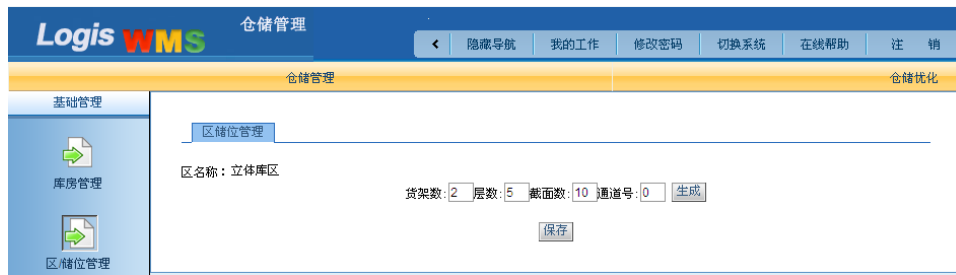 Logis WMS
仓储管理
隐藏导航 我的工作 修改密码 切换系统 在线帮助 注 销
仓储管理 仓储优化
基础管理
区储位管理
库房管理
区名称：立体库区
货架数: 2 层数: 5 截面数: 10 通道号: 0 生成
保存
区/储位管理